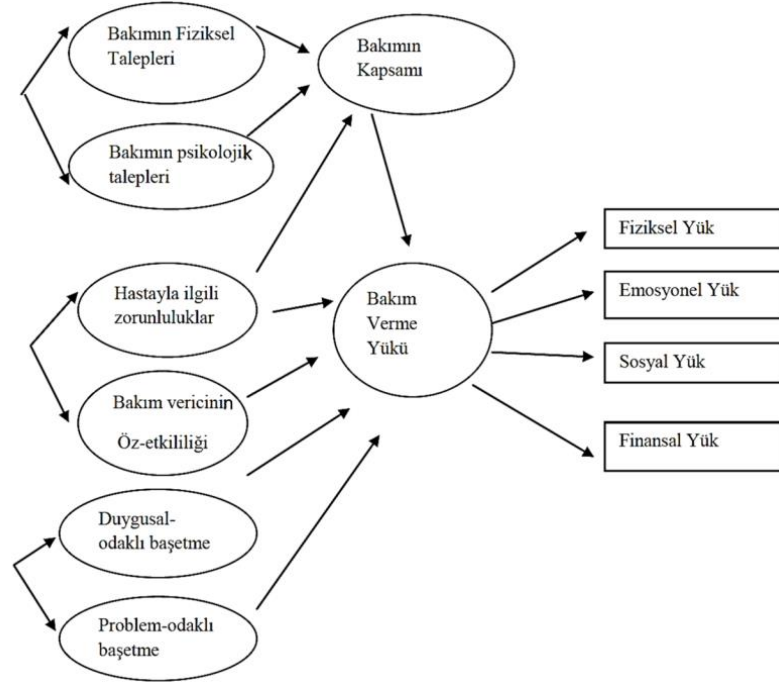 Bakımın Fiziksel
Talepleri
Bakımın
Kapsamı
Bakımın psikolojik
talepleri
Fiziksel Yük
Hastayla ilgili
zorunluluklar
Bakım
Verme
Yükü
Emosyonel Yük
Sosyal Yük
Bakım vericinin
Öz-etkililiği
Finansal Yük
Duygusal-
odaklı başetme
Problem-odaklı
başetme